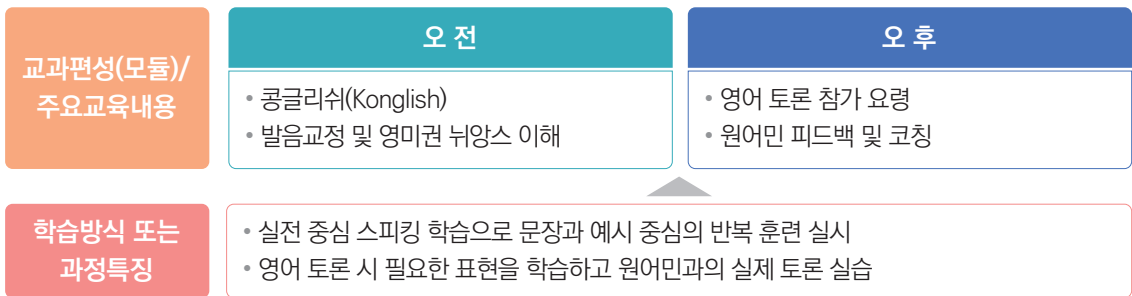 교과편성(모듈)/
주요교육내용
오 전
• 콩글리쉬(Konglish)
• 발음교정 및 영미권 뉘앙스 이해
오 후
• 영어 토론 참가 요령
• 원어민 피드백 및 코칭
학습방식 또는
과정특징
• 실전 중심 스피킹 학습으로 문장과 예시 중심의 반복 훈련 실시
• 영어 토론 시 필요한 표현을 학습하고 원어민과의 실제 토론 실습